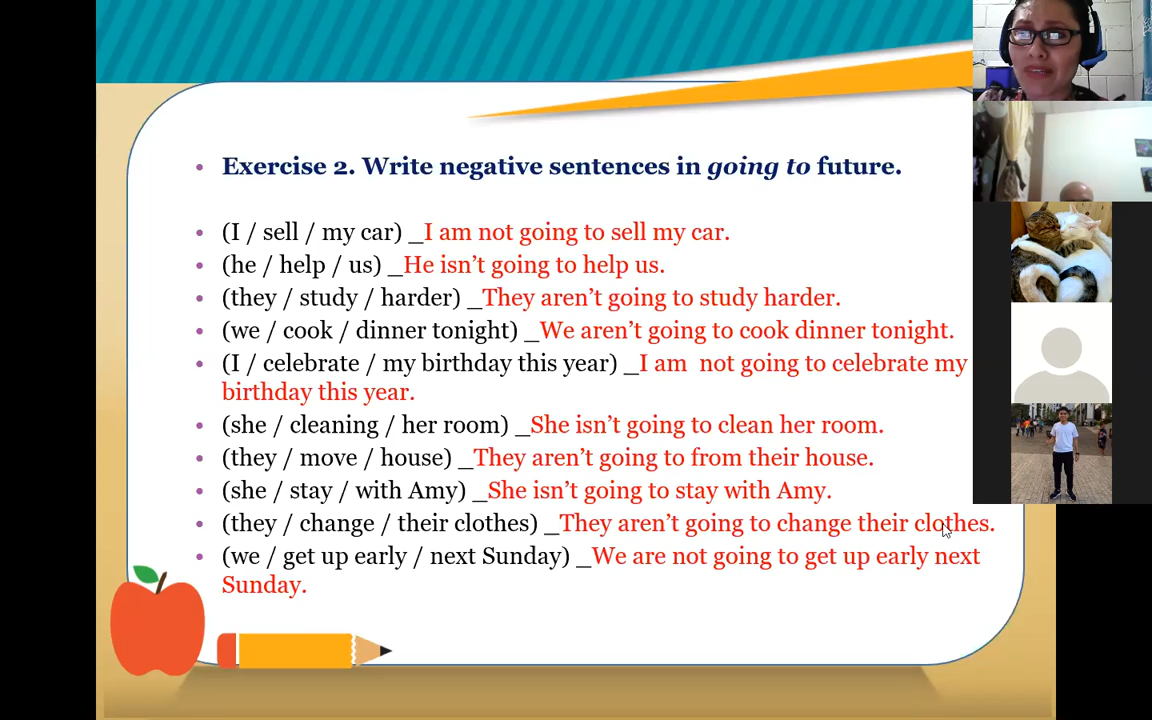 • Exercise 2. Write negative sentences in going to future.
• (I / sell / my car) _I am not going to sell my car.
• (he / help / us) _He isn’t going to help us.
• (they / study / harder) _They aren’t going to study harder.
• (we / cook / dinner tonight) _We aren’t going to cook dinner tonight.
• (I / celebrate / my birthday this year) _I am  not going to celebrate my
birthday this year.
• (she / cleaning / her room) _She isn’t going to clean her room.
• (they / move / house) _They aren’t going to from their house.
• (she / stay / with Amy) _She isn’t going to stay with Amy.
• (they / change / their clothes) _They aren’t going to change their clothes.
• (we / get up early / next Sunday) _We are not going to get up early next
Sunday.